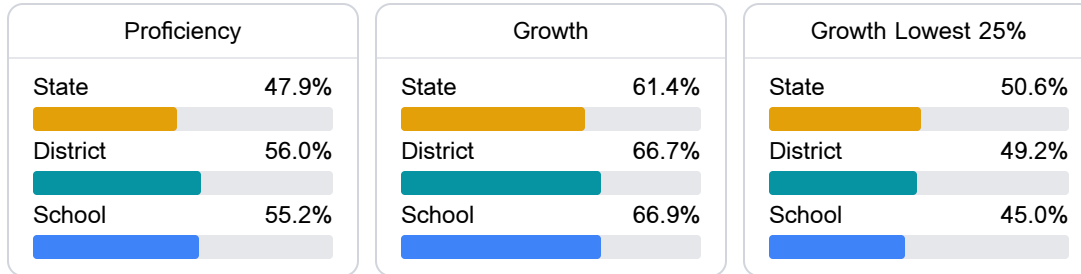 Proficiency
State 47.9%
District 56.0%
School 55.2%
Growth
State 61.4%
District 66.7%
School 66.9%
Growth Lowest 25%
State 50.6%
District 49.2%
School 45.0%